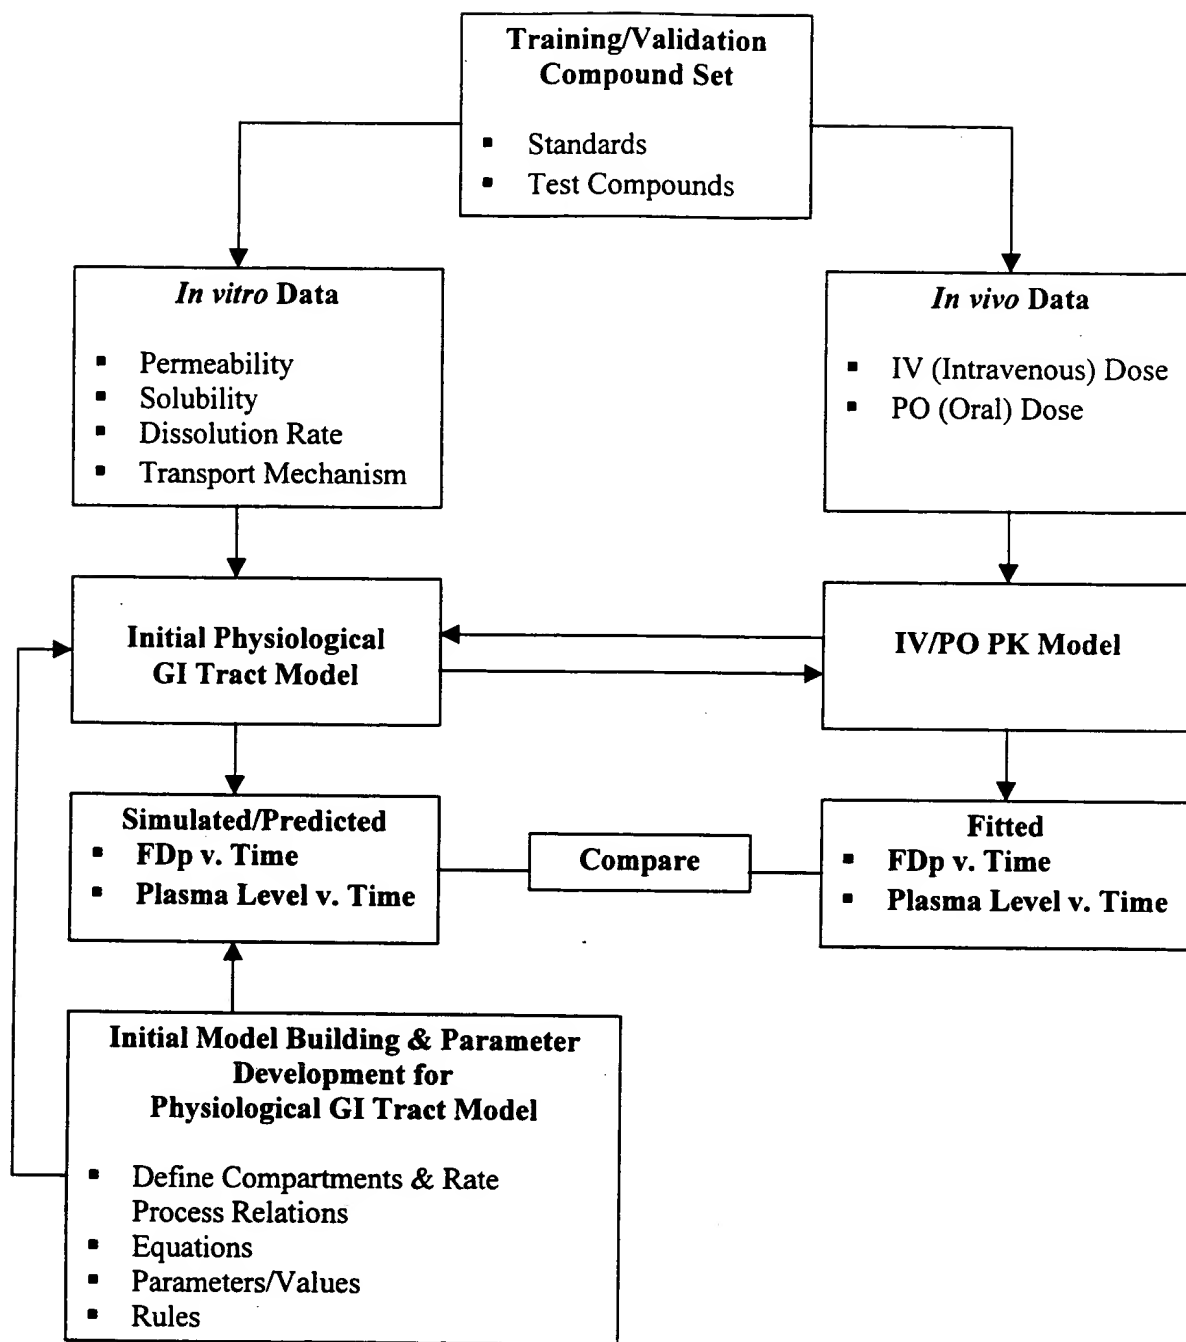 Training/Validation
Compound Set
▪ Standards
▪ Test Compounds
In vitro Data
▪ Permeability
▪ Solubility
▪ Dissolution Rate
▪ Transport Mechanism
In vivo Data
▪ IV (Intravenous) Dose
▪ PO (Oral) Dose
Initial Physiological
GI Tract Model
IV/PO PK Model
Simulated/Predicted
▪ FDp v. Time
▪ Plasma Level v. Time
Compare
Fitted
▪ FDp v. Time
▪ Plasma Level v. Time
Initial Model Building & Parameter
Development for
Physiological GI Tract Model
▪ Define Compartments & Rate
Process Relations
▪ Equations
▪ Parameters/Values
▪ Rules